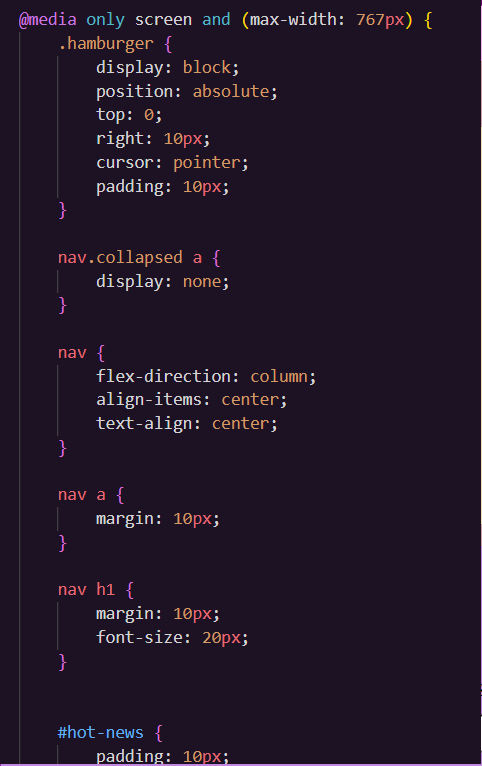 @media only screen and (max-width: 767px) {
.hamburger {
display: block;
position: absolute;
top: 0;
right: 10px;
cursor: pointer;
padding: 10px;
}
nav.collapsed a {
display: none;
}
nav {
flex-direction: column;
align-items: center;
text-align: center;
}
nav a {
margin: 10px;
}
nav h1 {
margin: 10px;
font-size: 20px;
}
#hot-news {
padding: 10px;